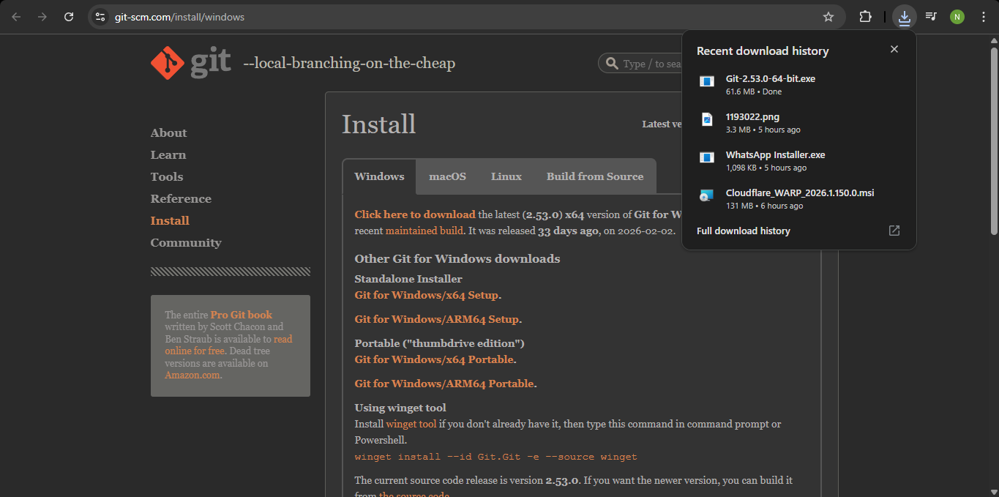 git-scm.com/install/windows
N
git --local-branching-on-the-cheap
Type / to sea
Recent download history
Git-2.53.0-64-bit.exe
61.6 MB • Done
1193022.png
3.3 MB • 5 hours ago
WhatsApp Installer.exe
1,098 KB • 5 hours ago
Cloudflare_WARP_2026.1.150.0.msi
131 MB • 6 hours ago
Full download history
About
Learn
Tools
Reference
Install
Community
The entire Pro Git book
written by Scott Chacon and
Ben Straub is available to read
online for free. Dead tree
versions are available on
Amazon.com.
Install
Latest ve
Windows
macOS
Linux
Build from Source
Click here to download the latest (2.53.0) x64 version of Git for W
recent maintained build. It was released 33 days ago, on 2026-02-02.
Other Git for Windows downloads
Standalone Installer
Git for Windows/x64 Setup.
Git for Windows/ARM64 Setup.
Portable ("thumbdrive edition")
Git for Windows/x64 Portable.
Git for Windows/ARM64 Portable.
Using winget tool
Install winget tool if you don't already have it, then type this command in command prompt or
Powershell.
winget install --id Git.Git -e --source winget
The current source code release is version 2.53.0. If you want the newer version, you can build it
from the source code.